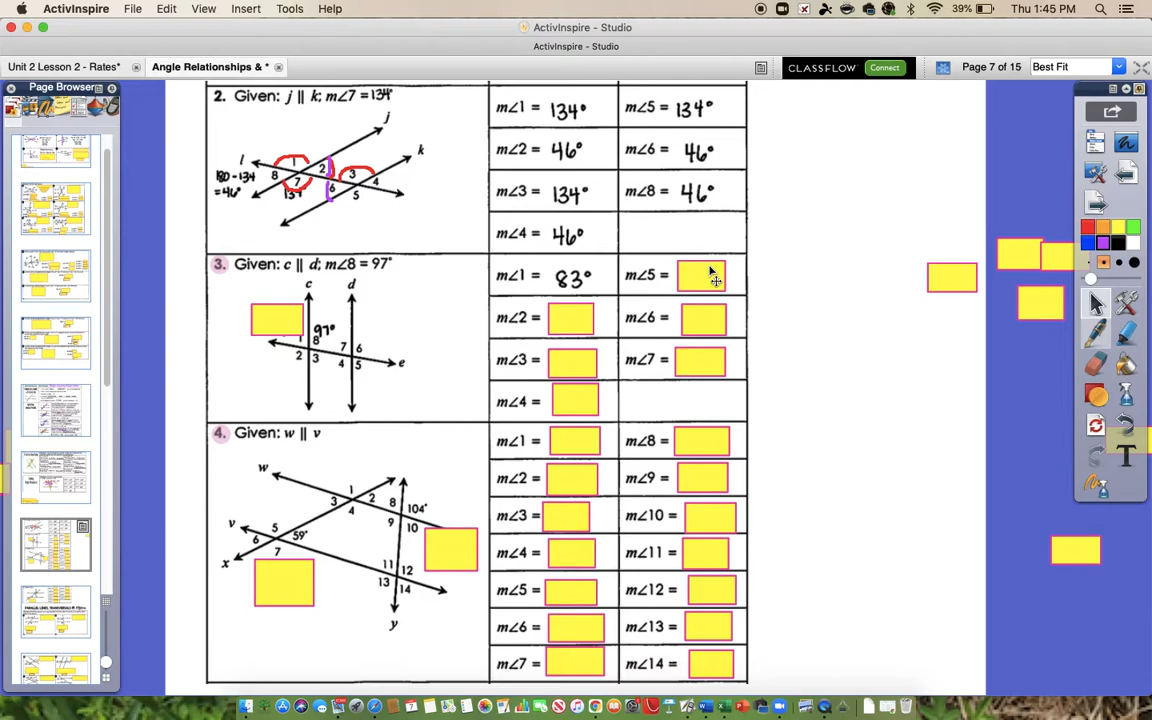 ActivInspire File Edit View Insert Tools Help
39% Thu 1:45 PM
ActivInspire - Studio
ActivInspire - Studio
Unit 2 Lesson 2 - Rates* Angle Relationships & * CLASSFLOW Connect Page 7 of 15 Best Fit
Page Browser
2. Given: j || k; m∠7 = 134°
j
k
l
1 2 3 4
8 7 6 5
134
180 - 134
= 46°
m∠1 = 134° m∠5 = 134°
m∠2 = 46° m∠6 = 46°
m∠3 = 134° m∠8 = 46°
m∠4 = 46°
3. Given: c || d; m∠8 = 97°
c d
97°
1 8 7 6
2 3 4 5
e
m∠1 = 83° m∠5 =
m∠2 = m∠6 =
m∠3 = m∠7 =
m∠4 =
4. Given: w || v
w
1
3 2 8 104°
4 9 10
v
5
6 59°
7
x
11 12
13 14
y
m∠1 = m∠8 =
m∠2 = m∠9 =
m∠3 = m∠10 =
m∠4 = m∠11 =
m∠5 = m∠12 =
m∠6 = m∠13 =
m∠7 = m∠14 =
T